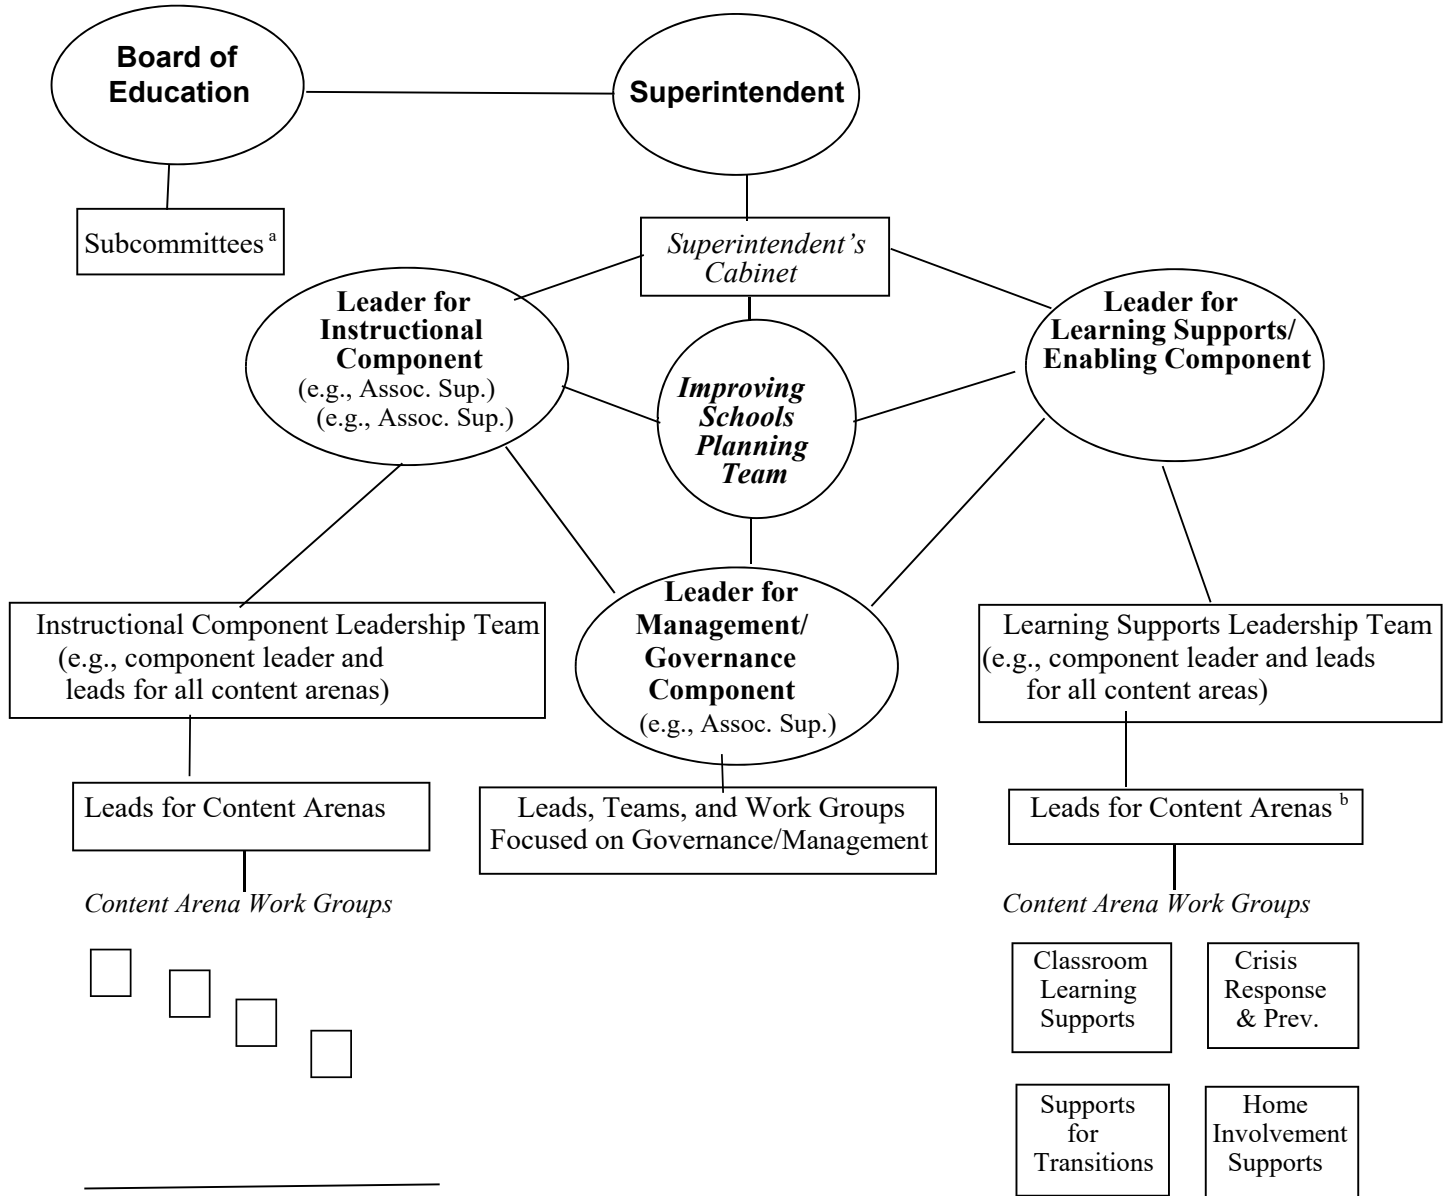 Board of
Education
Superintendent
Subcommittees a
Superintendent’s
Cabinet
Leader for
Instructional
Component
(e.g., Assoc. Sup.)
(e.g., Assoc. Sup.)
Improving
Schools
Planning
Team
Leader for
Learning Supports/
Enabling Component
Leader for
Management/
Governance
Component
(e.g., Assoc. Sup.)
Instructional Component Leadership Team
(e.g., component leader and
leads for all content arenas)
Learning Supports Leadership Team
(e.g., component leader and leads
for all content areas)
Leads for Content Arenas
Leads, Teams, and Work Groups
Focused on Governance/Management
Leads for Content Arenas b
Content Arena Work Groups
Content Arena Work Groups
Classroom
Learning
Supports
Crisis
Response
& Prev.
Supports
for
Transitions
Home
Involvement
Supports